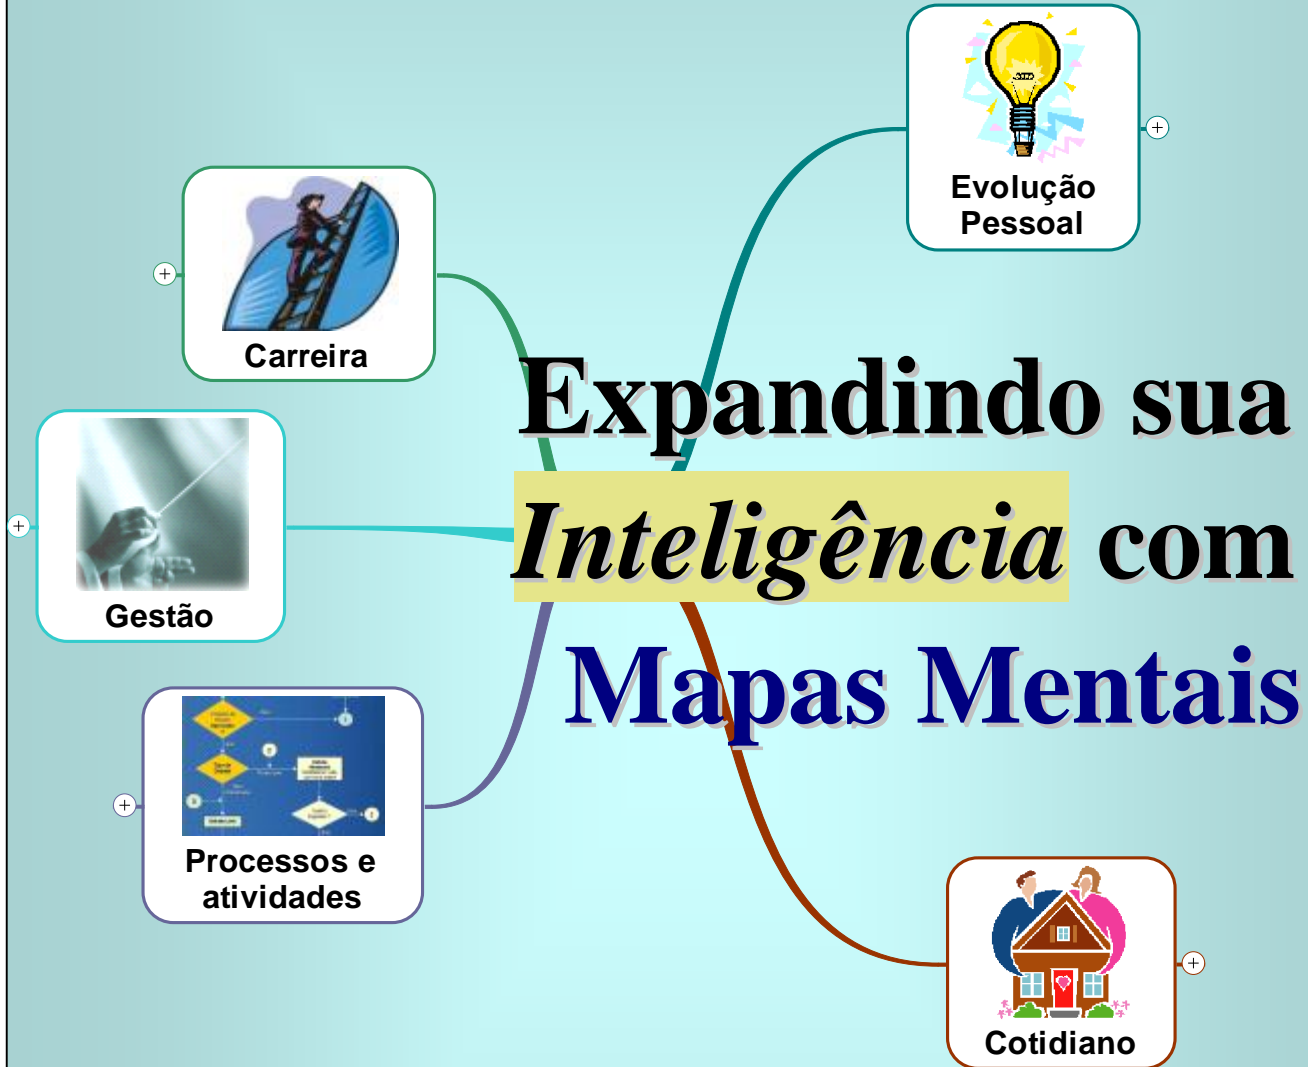 Evolução
Pessoal
Carreira
Expandindo sua
Inteligência com
Mapas Mentais
Gestão
Processos e
atividades
Cotidiano